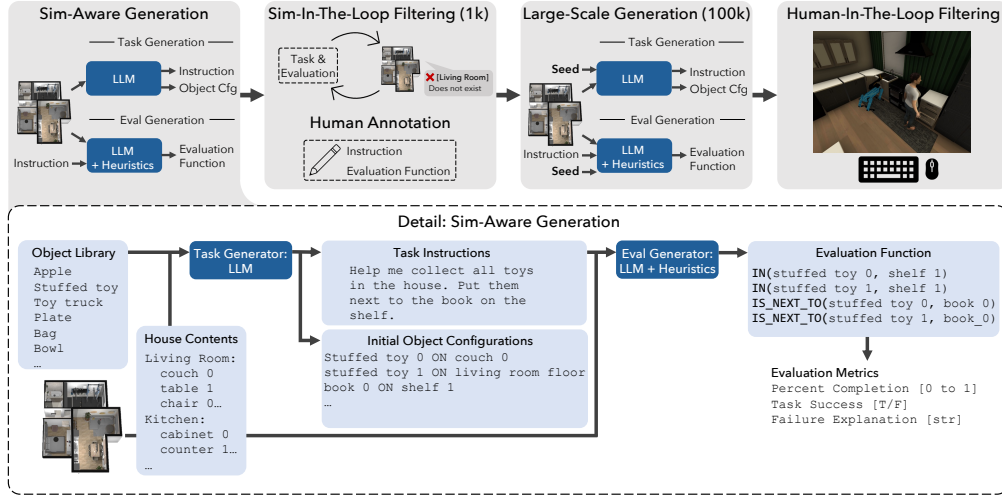 Sim-Aware Generation
Task Generation
LLM
Instruction
Object Cfg
Eval Generation
Instruction
LLM
+ Heuristics
Evaluation
Function
Sim-In-The-Loop Filtering (1k)
Task &
Evaluation
[Living Room]
Does not exist
Human Annotation
Instruction
Evaluation Function
Large-Scale Generation (100k)
Task Generation
Seed
LLM
Instruction
Object Cfg
Eval Generation
Instruction
Seed
LLM
+ Heuristics
Evaluation
Function
Human-In-The-Loop Filtering
Detail: Sim-Aware Generation
Object Library
Apple
Stuffed toy
Toy truck
Plate
Bag
Bowl
…
House Contents
Living Room:
couch 0
table 1
chair 0…
Kitchen:
cabinet 0
counter 1…
…
Task Generator:
LLM
Task Instructions
Help me collect all toys
in the house. Put them
next to the book on the
shelf.
Initial Object Configurations
Stuffed toy 0 ON couch 0
stuffed toy 1 ON living room floor
book 0 ON shelf 1
…
Eval Generator:
LLM + Heuristics
Evaluation Function
IN(stuffed toy 0, shelf 1)
IN(stuffed toy 1, shelf 1)
IS_NEXT_TO(stuffed toy 0, book 0)
IS_NEXT_TO(stuffed toy 1, book_0)
Evaluation Metrics
Percent Completion [0 to 1]
Task Success [T/F]
Failure Explanation [str]